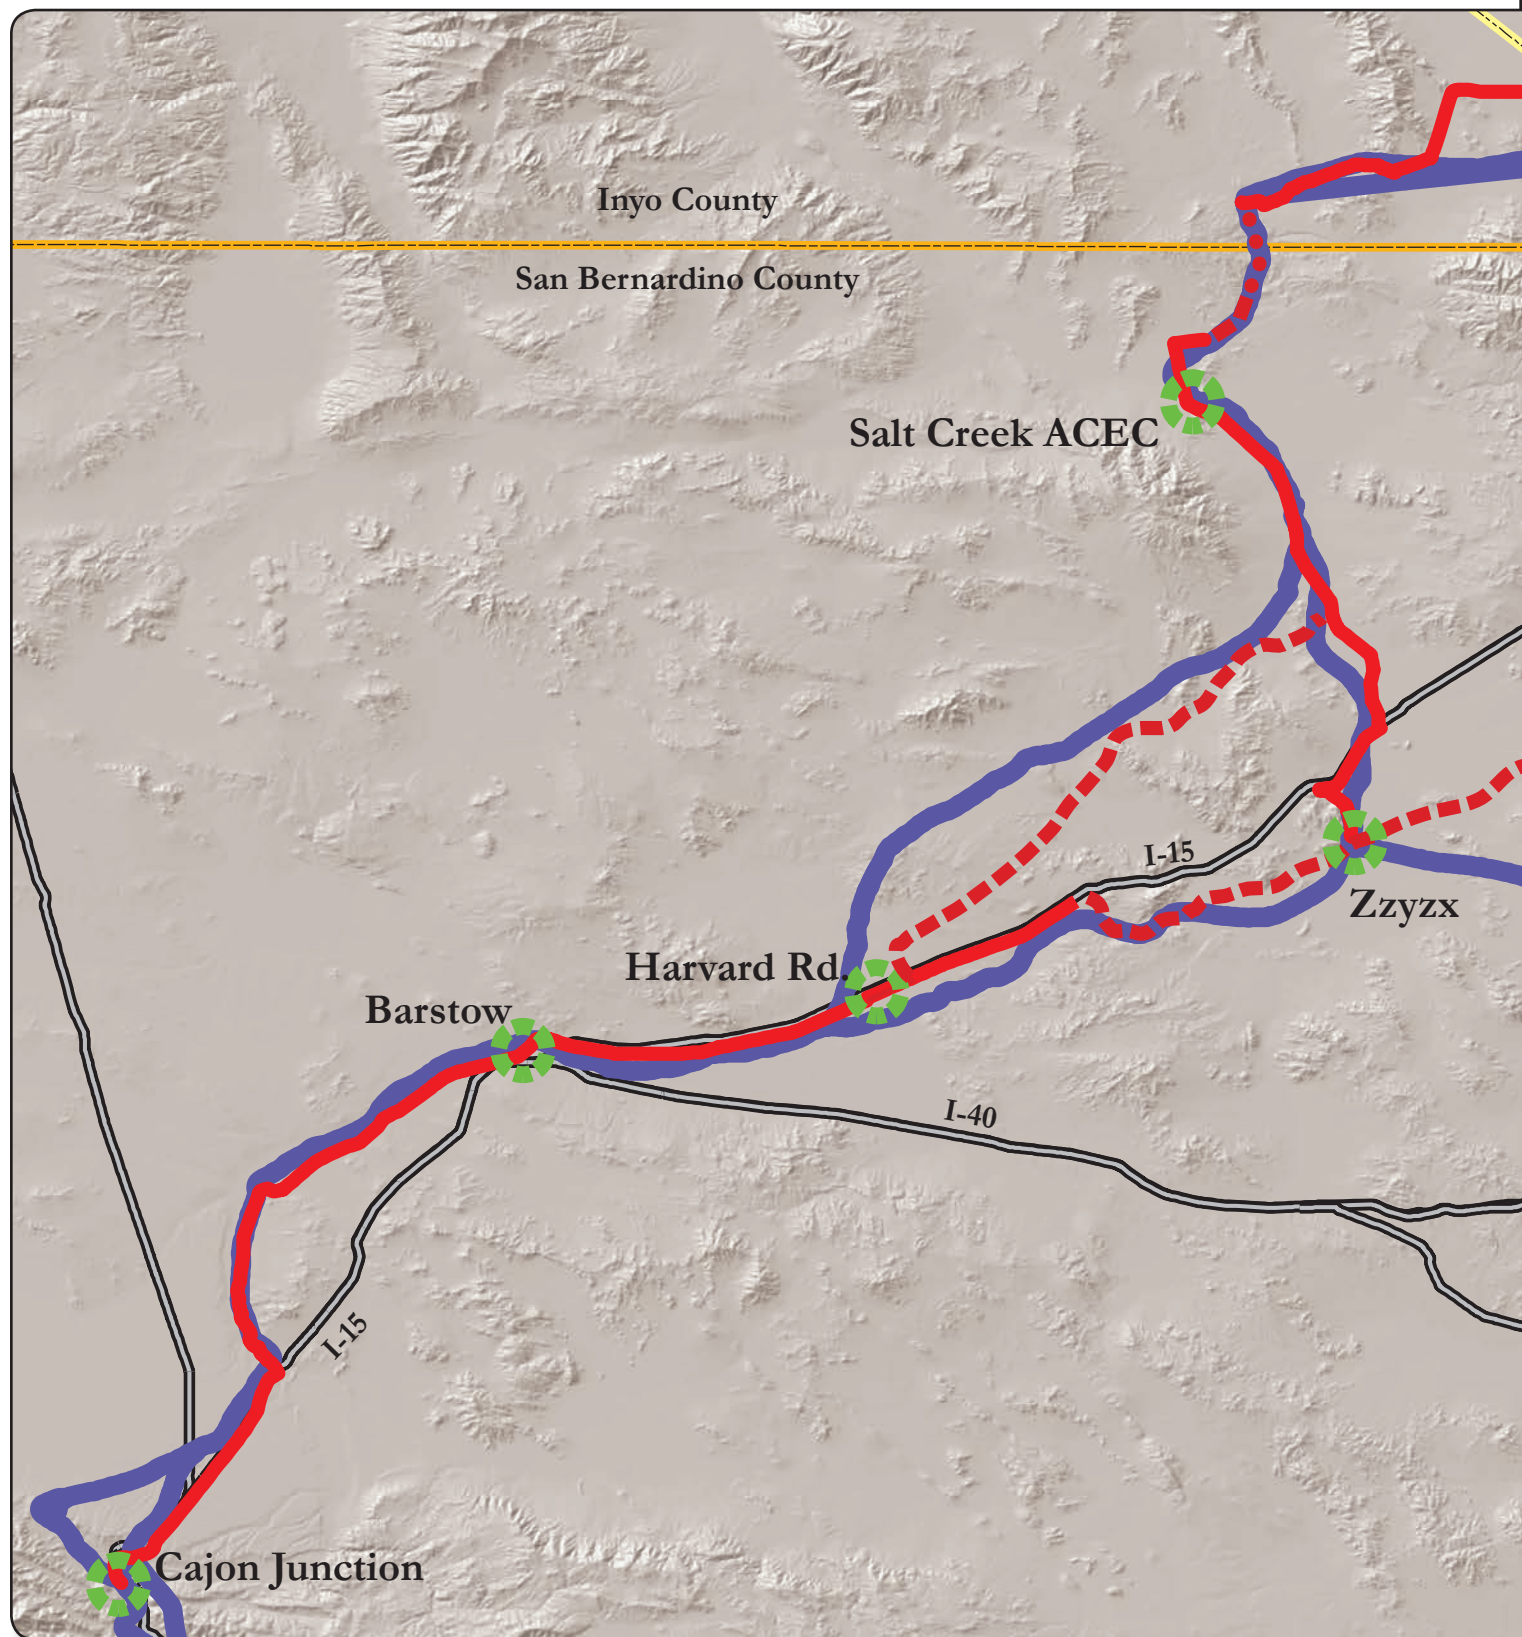 Inyo County
San Bernardino County
Salt Creek ACEC
I-15
Zzyzx
Harvard Rd.
Barstow
I-40
I-15
Cajon Junction